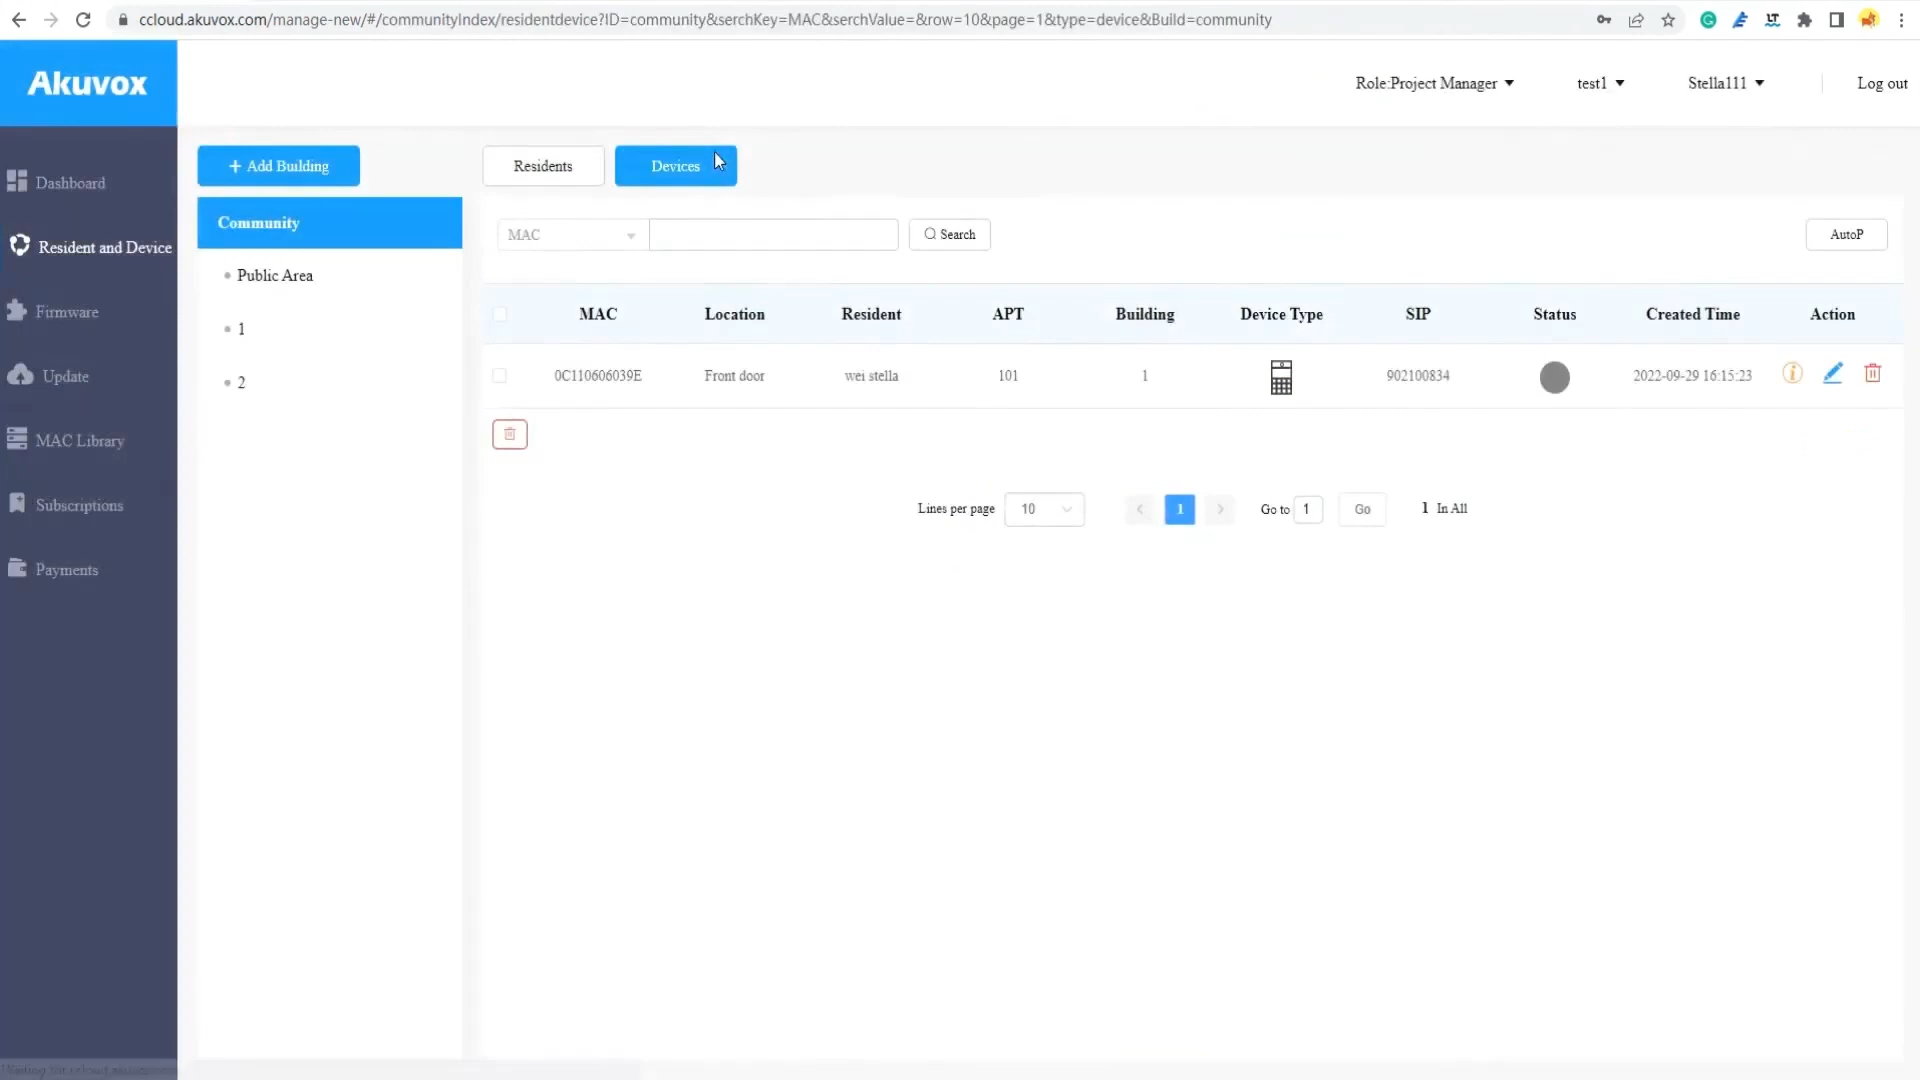 ccloud.akuvox.com/manage-new/#/communityIndex/residentdevice?ID=community&serchKey=MAC&serchValue=&row=10&page=1&type=device&Build=community
Akuvox
Role:Project Manager
test1
Stella111
Log out
Dashboard
Resident and Device
Firmware
Update
MAC Library
Subscriptions
Payments
+ Add Building
Community
Public Area
1
2
Residents
Devices
MAC
Search
AutoP
MAC Location Resident APT Building Device Type SIP Status Created Time Action
0C110606039E Front door wei stella 101 1 902100834 2022-09-29 16:15:23
Lines per page 10 < 1 > Go to 1 Go 1 In All